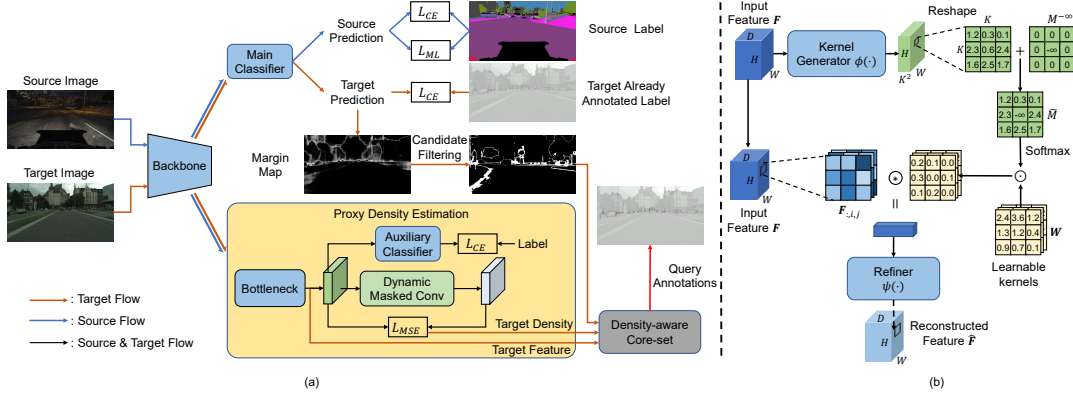 Source Image
Target Image
Backbone
Main
Classifier
Source
Prediction
Target
Prediction
L_CE
L_ML
L_CE
Source Label
Target Already
Annotated Label
Margin
Map
Candidate
Filtering
Proxy Density Estimation
Bottleneck
Auxiliary
Classifier
L_CE
Label
Dynamic
Masked Conv
L_MSE
Target Density
Target Feature
Query
Annotations
Density-aware
Core-set
: Target Flow
: Source Flow
: Source & Target Flow
(a)
Input
Feature F
D
H
W
Kernel
Generator ϕ(·)
H
K²
W
Reshape
K
K
1.2 0.3 0.1
2.3 0.6 2.4
1.6 2.5 1.7
+
M^{-∞}
0 0 0
0 -∞ 0
0 0 0
1.2 0.3 0.1
2.3 -∞ 2.4
1.6 2.5 1.7
M̃
Softmax
D
H
W
Input
Feature F
F:,i,j
0.2 0.1 0.0
0.3 0.0 0.1
0.1 0.2 0.0
=
2.4 3.6 1.2
1.3 1.2 0.4
0.9 0.7 0.1
W
Learnable
kernels
Refiner
ψ(·)
D
H
W
Reconstructed
Feature F̃
(b)